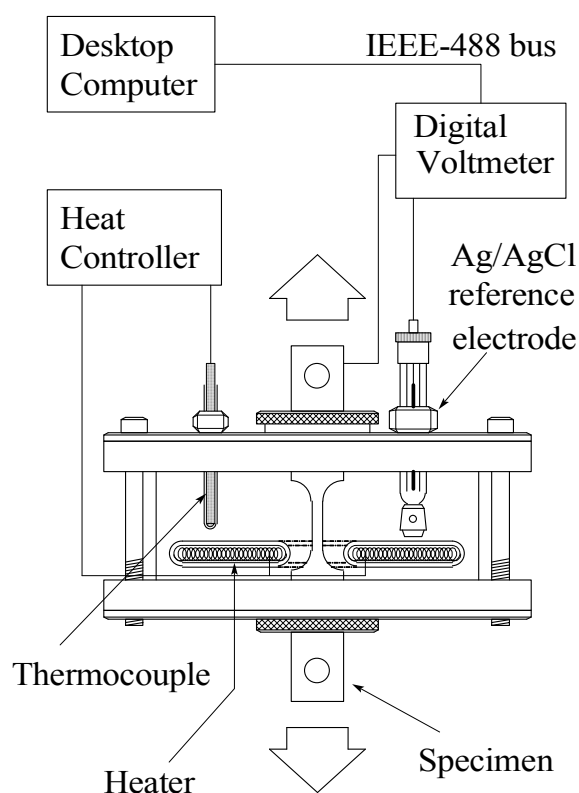 Desktop
Computer
IEEE-488 bus
Digital
Voltmeter
Heat
Controller
Ag/AgCl
reference
electrode
Thermocouple
Heater
Specimen